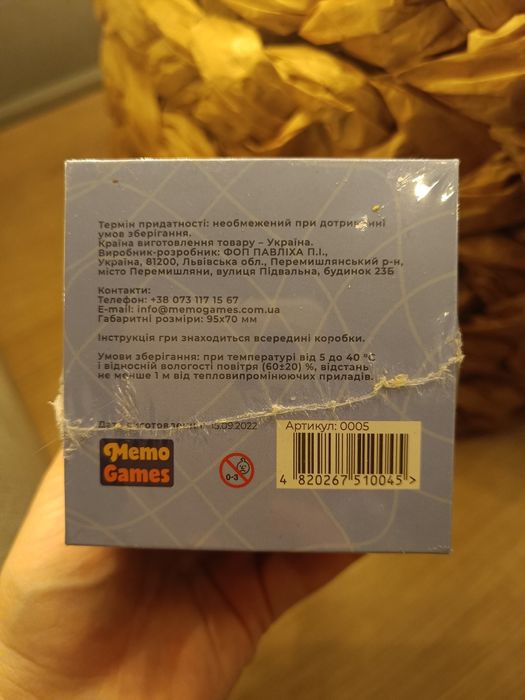 Термін придатності: необмежений при дотриманні
умов зберігання.
Країна виготовлення товару – Україна.
Виробник-розробник: ФОП ПАВЛІХА П.І.,
Україна, 81200, Львівська обл., Перемишлянський р-н,
місто Перемишляни, вулиця Підвальна, будинок 23Б
Контакти:
Телефон: +38 073 117 15 67
E-mail: info@memogames.com.ua
Габаритні розміри: 95х70 мм
Інструкція гри знаходиться всередині коробки.
Умови зберігання: при температурі від 5 до 40 °C
і відносній вологості повітря (60±20) %, відстань
не менше 1 м від тепловипромінюючих приладів.
Дата виготовлення: 15.09.2022
Артикул: 0005
Memo
Games
0-3
4 820267 510045 >